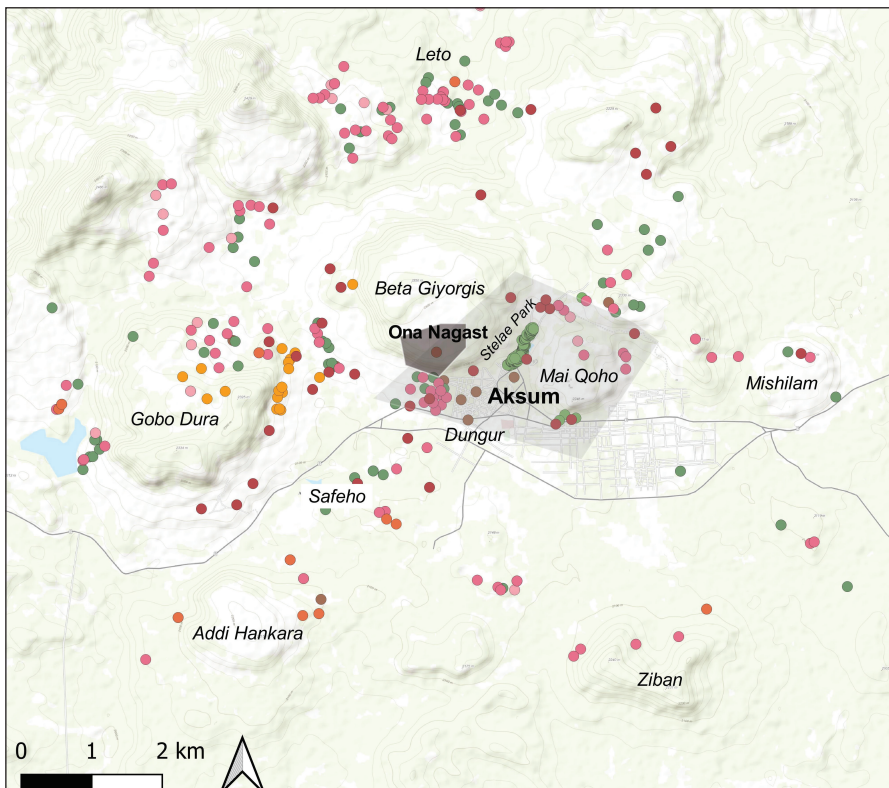 Leto
Beta Giyorgis
Ona Nagast
Stelae Park
Mai Qoho
Mishilam
Aksum
Gobo Dura
Dungur
Safeho
Addi Hankara
Ziban
0 1 2 km